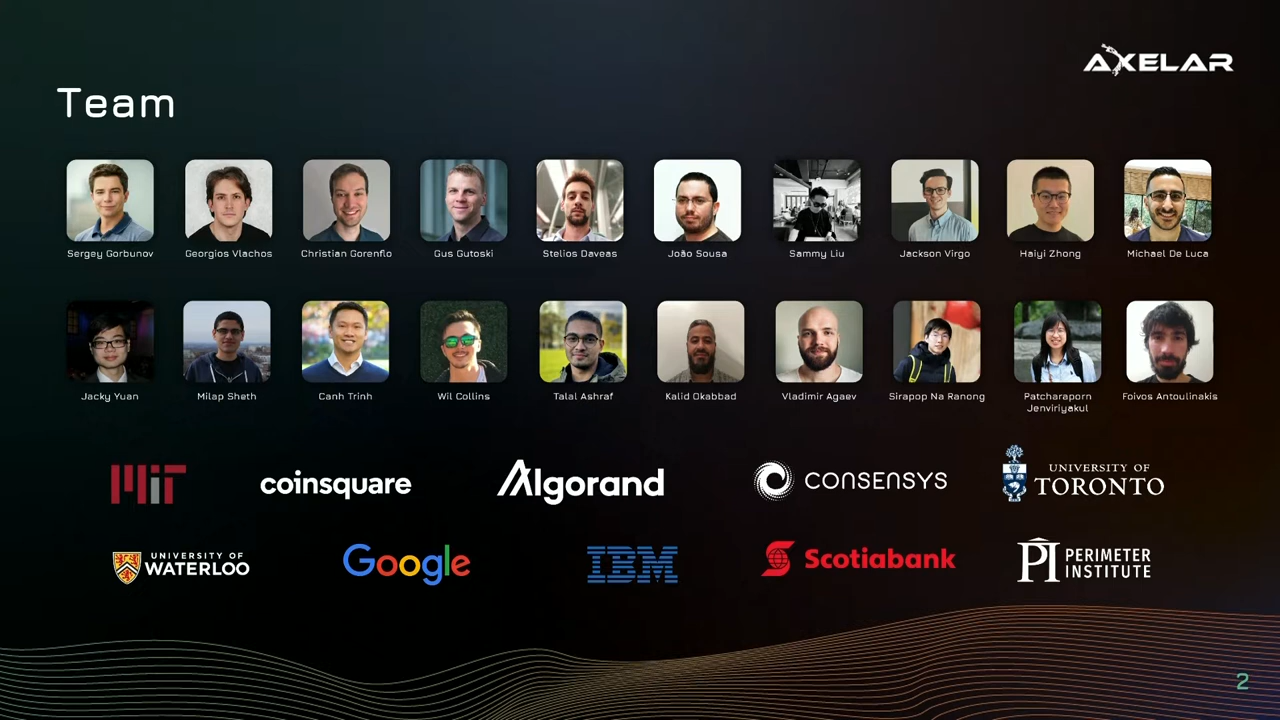 AXELAR
Team
Sergey Gorbunov
Georgios Vlachos
Christian Gorenflo
Gus Gutoski
Stelios Daveas
João Sousa
Sammy Liu
Jackson Virgo
Haiyi Zhong
Michael De Luca
Jacky Yuan
Milap Sheth
Canh Trinh
Wil Collins
Talal Ashraf
Kalid Okabbad
Vladimir Agaev
Sirapop Na Ranong
Patcharaporn
Jenviriyakul
Foivos Antoulinakis
MIT
coinsquare
Algorand
CONSENSYS
UNIVERSITY OF
TORONTO
UNIVERSITY OF
WATERLOO
Google
IBM
Scotiabank
PI PERIMETER
INSTITUTE
2